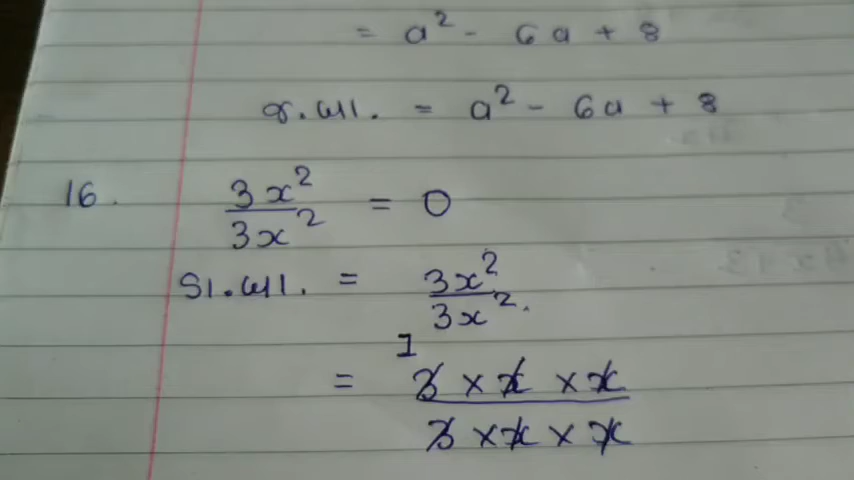 = a² - 6a + 8
જ.બા. = a² - 6a + 8
16. 3x² / 3x² = 0
ડા.બા. = 3x² / 3x².
1
= 3 × x × x
3 × x × x